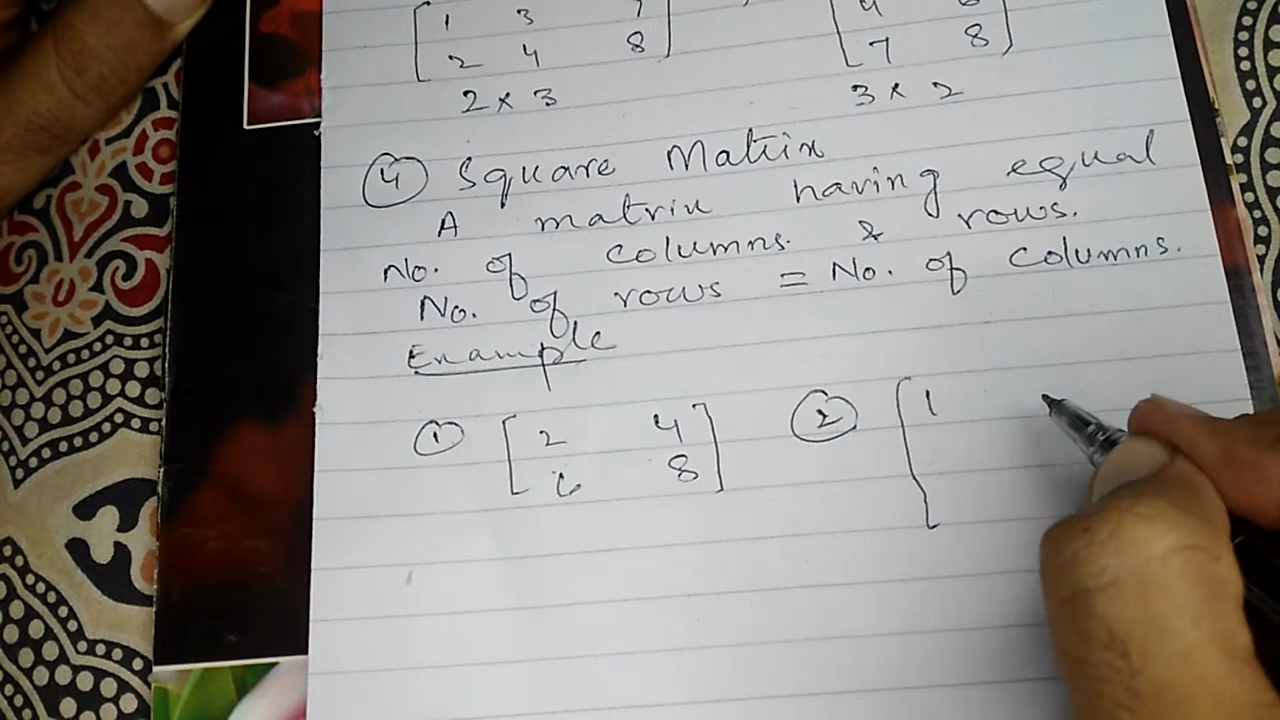 1 3 7
2 4 8
2 × 3
7 8
3 × 2
④ Square Matrix
A matrix having equal
No. of columns & rows.
No. of rows = No. of columns.
Example
① 2 4
6 8
② 1